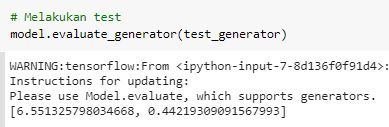 # Melakukan test
model.evaluate_generator(test_generator)
WARNING:tensorflow:From <ipython-input-7-8d136f0f91d4>:
Instructions for updating:
Please use Model.evaluate, which supports generators.
[6.551325798034668, 0.44219309091567993]